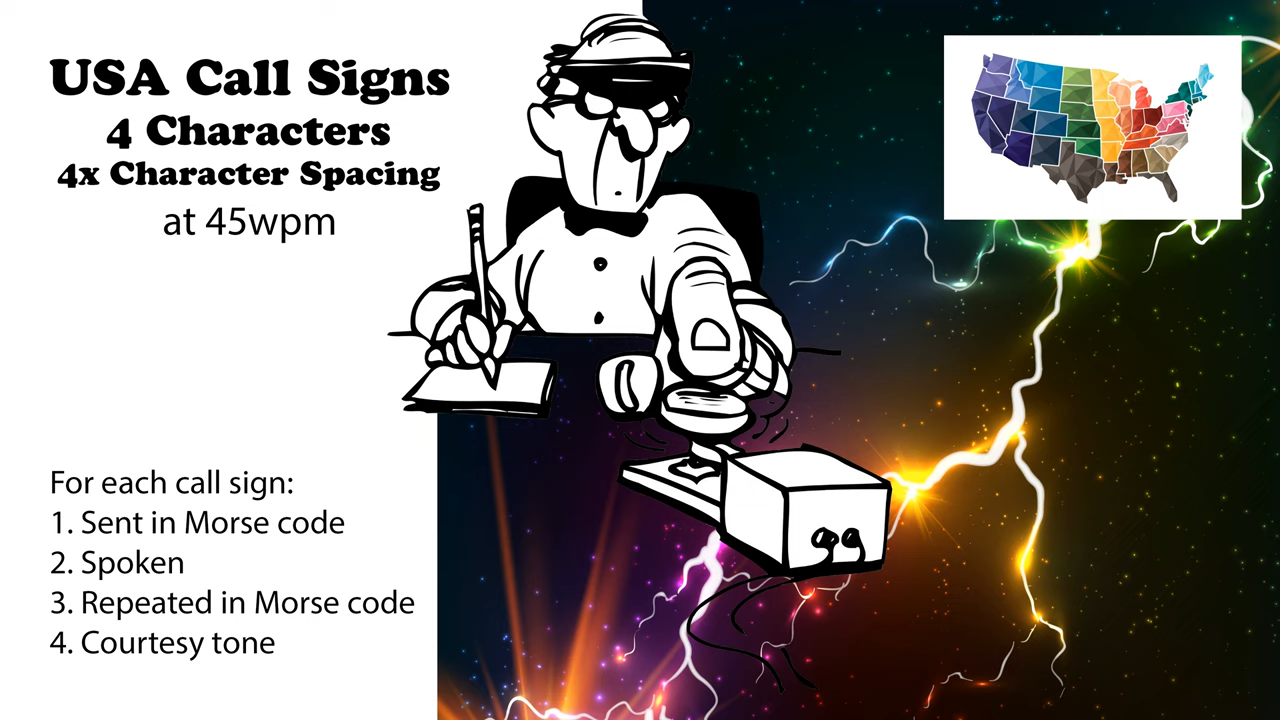 USA Call Signs
4 Characters
4x Character Spacing
at 45wpm
For each call sign:
1. Sent in Morse code
2. Spoken
3. Repeated in Morse code
4. Courtesy tone